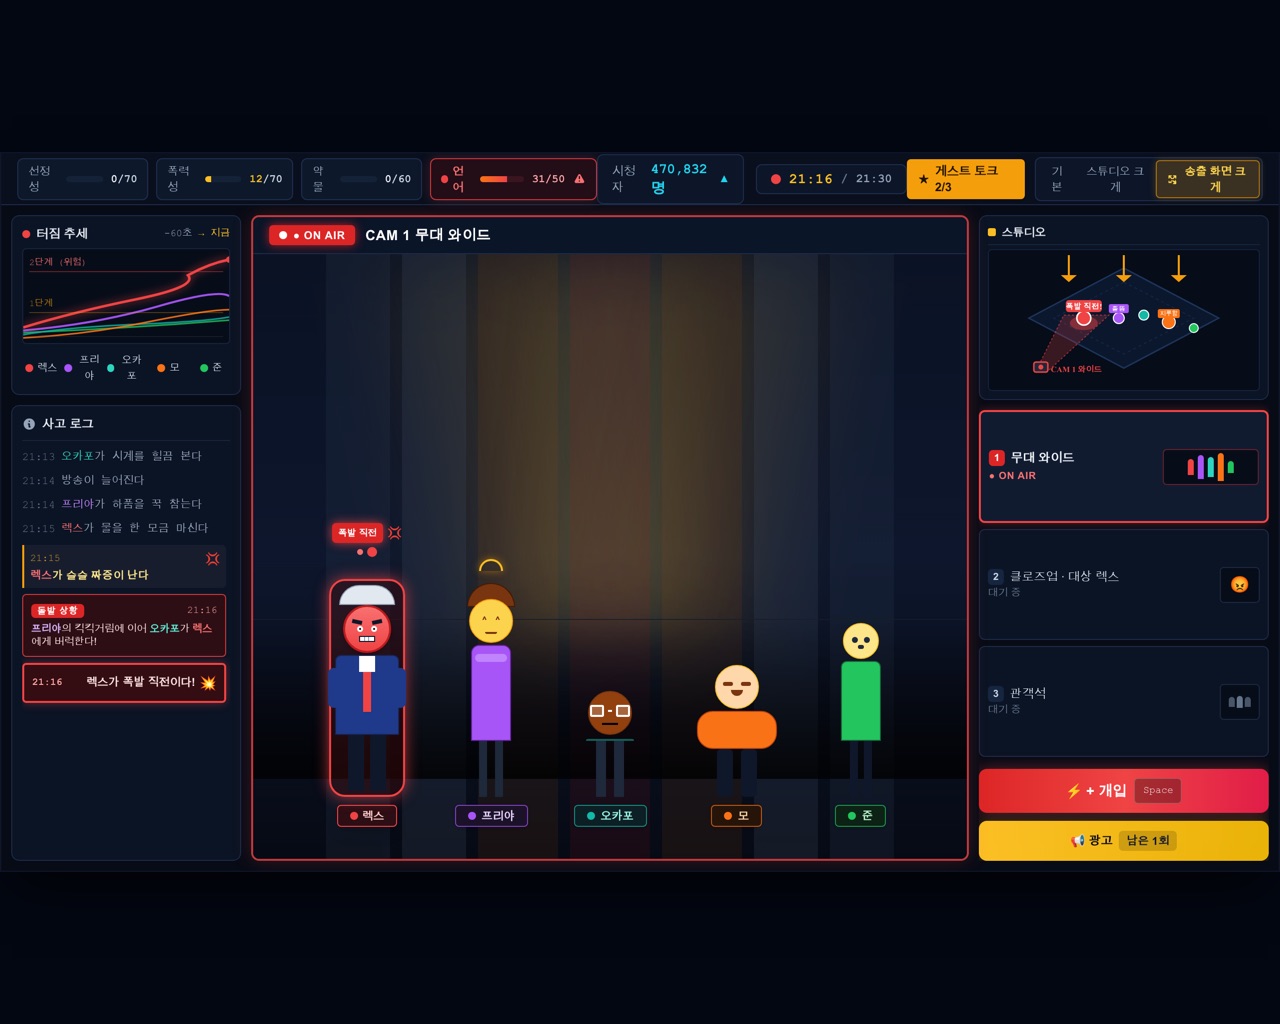 선정
성
0/70
폭력
성
12/70
약
물
0/60
언
어
31/50
시청
자
470,832
명
▲
21:16 / 21:30
★ 게스트 토크
2/3
기
본
스튜디오 크
게
송출 화면 크
게
터짐 추세
-60초 → 지금
2단계 (위험)
1단계
렉스
프리
야
오카
포
모
준
사고 로그
21:13 오카포가 시계를 힐끔 본다
21:14 방송이 늘어진다
21:14 프리야가 하품을 꾹 참는다
21:15 렉스가 물을 한 모금 마신다
21:15
렉스가 슬슬 짜증이 난다
돌발 상황 21:16
프리야의 킥킥거림에 이어 오카포가 렉스
에게 버럭한다!
21:16 렉스가 폭발 직전이다!
● ON AIR CAM 1 무대 와이드
폭발 직전
렉스
프리야
오카포
모
준
스튜디오
폭발 직전!
CAM 1 와이드
1 무대 와이드
● ON AIR
2 클로즈업 · 대상 렉스
대기 중
3 관객석
대기 중
⚡ + 개입 Space
📢 광고 남은 1회